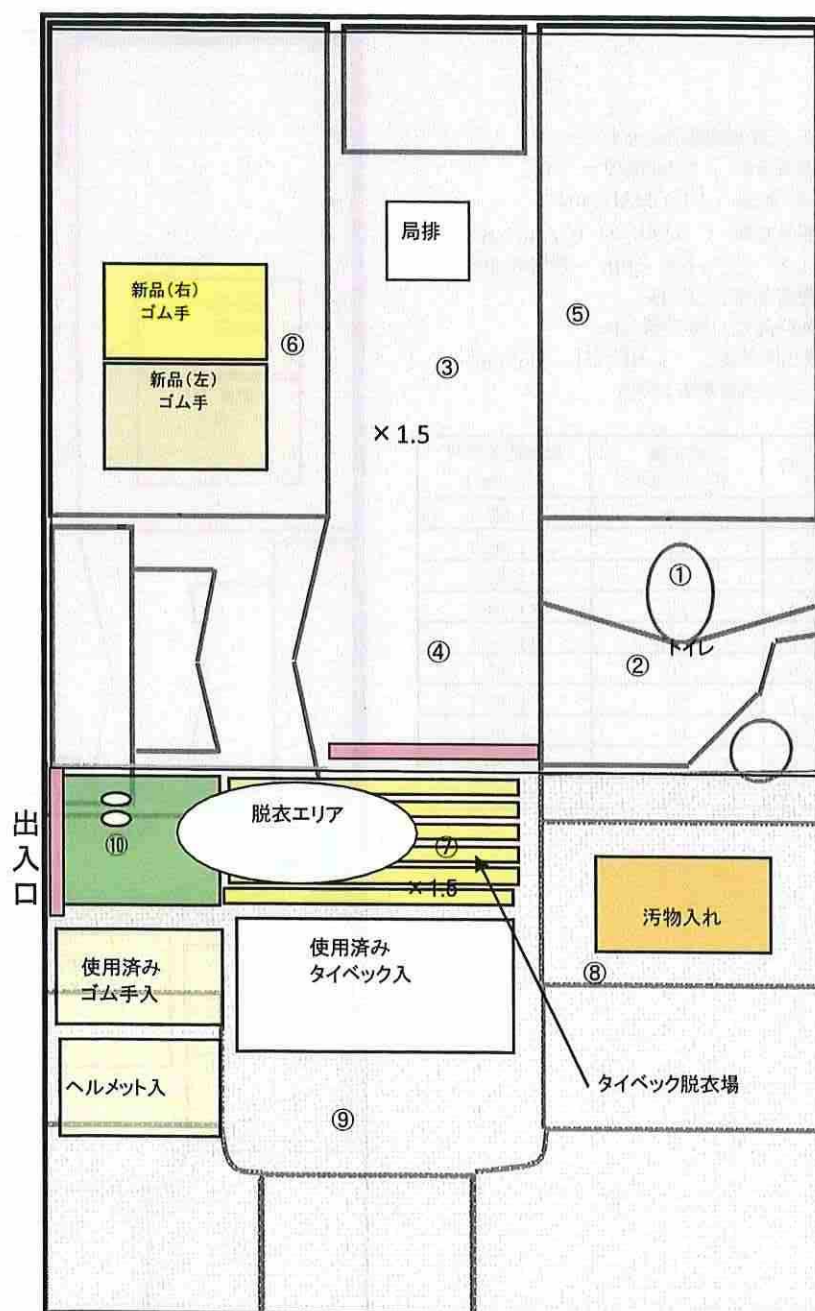 局排
新品(右)
ゴム手
新品(左)
ゴム手
⑥
③
⑤
×1.5
①
トイレ
②
④
出入口
脱衣エリア
⑩
⑦
×1.5
汚物入れ
使用済み
ゴム手入
使用済み
タイベック入
⑧
ヘルメット入
タイベック脱衣場
⑨